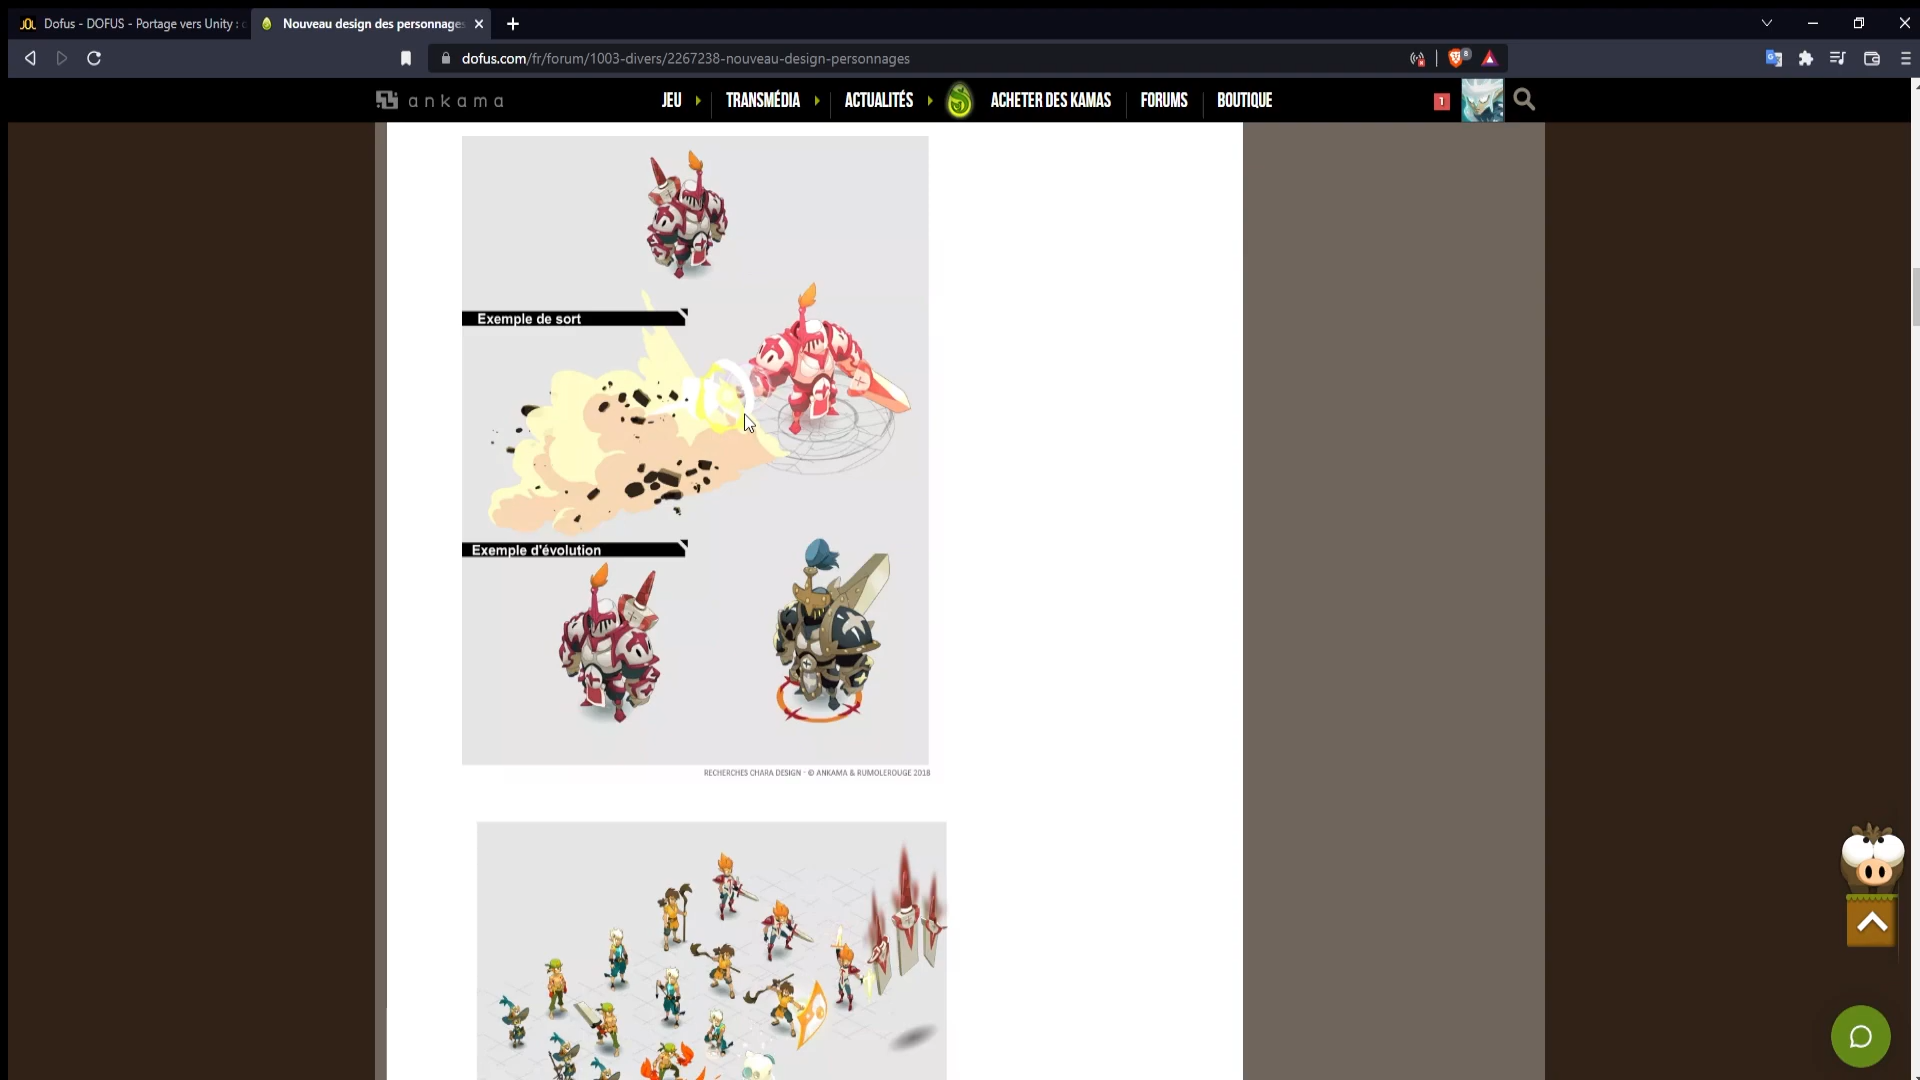 Dofus - DOFUS - Portage vers Unity :
Nouveau design des personnages
dofus.com/fr/forum/1003-divers/2267238-nouveau-design-personnages
8
ankama
JEU
TRANSMÉDIA
ACTUALITÉS
ACHETER DES KAMAS
FORUMS
BOUTIQUE
1
Exemple de sort
Exemple d'évolution
RECHERCHES CHARA DESIGN - © ANKAMA & RUMOLEROUGE 2018